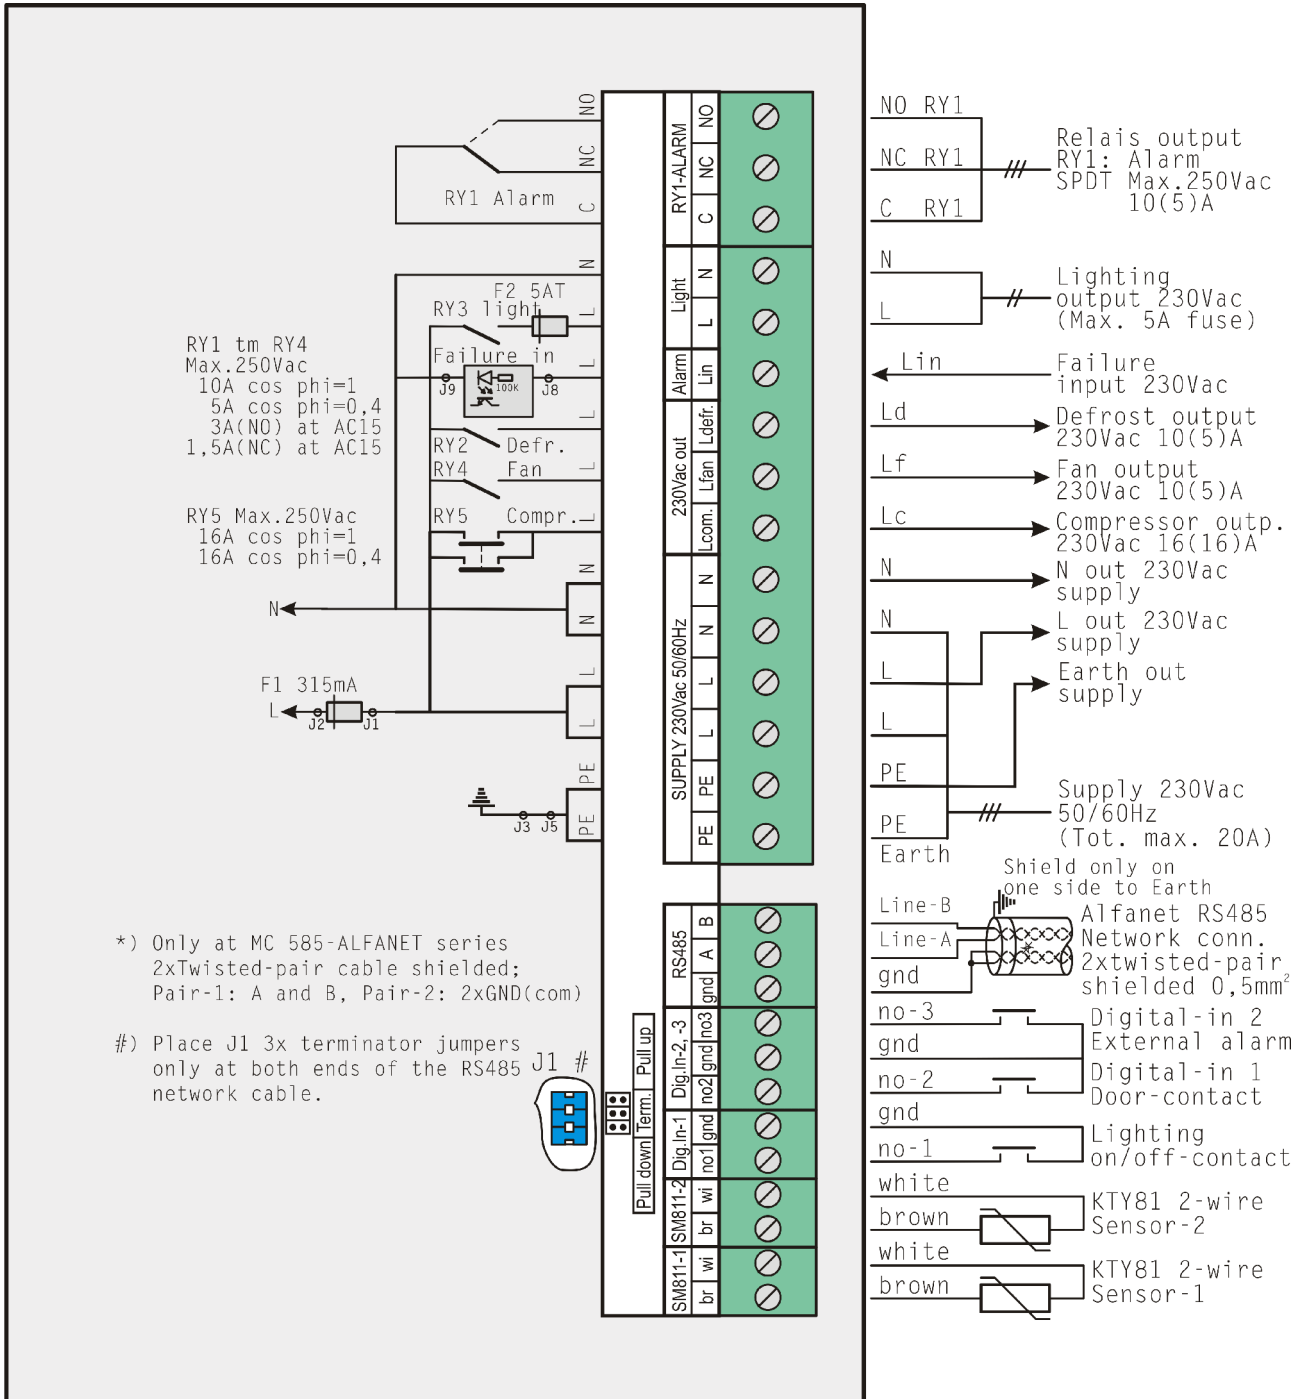 RY1 Alarm
NO
NC
C
N
F2 5AT
RY3 light
L
Failure in
L
J9
100K
J8
L
RY2 Defr.
RY4 Fan
L
RY5 Compr.
L
RY1 tm RY4
Max.250Vac
10A cos phi=1
5A cos phi=0,4
3A(NO) at AC15
1,5A(NC) at AC15
RY5 Max.250Vac
16A cos phi=1
16A cos phi=0,4
N
N
N
F1 315mA
L
J2
J1
L
L
PE
PE
J3 J5
*) Only at MC 585-ALFANET series
2xTwisted-pair cable shielded;
Pair-1: A and B, Pair-2: 2xGND(com)
#) Place J1 3x terminator jumpers
only at both ends of the RS485
network cable.
J1 #
Pull up
Term.
Pull down
RY1-ALARM
NO
NC
C
Light
N
L
Alarm
Lin
230Vac out
Ldefr.
Lfan
Lcom.
SUPPLY 230Vac 50/60Hz
N
N
L
L
PE
PE
RS485
B
A
gnd
Dig.In-2, -3
no3
gnd
no2
Dig.In-1
gnd
no1
SM811-2
wi
br
SM811-1
wi
br
NO RY1
NC RY1
C RY1
Relais output
RY1: Alarm
SPDT Max.250Vac
10(5)A
N
L
Lighting
output 230Vac
(Max. 5A fuse)
Lin
Failure
input 230Vac
Ld
Defrost output
230Vac 10(5)A
Lf
Fan output
230Vac 10(5)A
Lc
Compressor outp.
230Vac 16(16)A
N
N out 230Vac
supply
N
L out 230Vac
supply
L
Earth out
supply
L
PE
PE
Earth
Supply 230Vac
50/60Hz
(Tot. max. 20A)
Shield only on
one side to Earth
Line-B
Line-A
gnd
*
Alfanet RS485
Network conn.
2xtwisted-pair
shielded 0,5mm²
no-3
gnd
Digital-in 2
External alarm
no-2
Digital-in 1
Door-contact
gnd
no-1
Lighting
on/off-contact
white
brown
KTY81 2-wire
Sensor-2
white
brown
KTY81 2-wire
Sensor-1